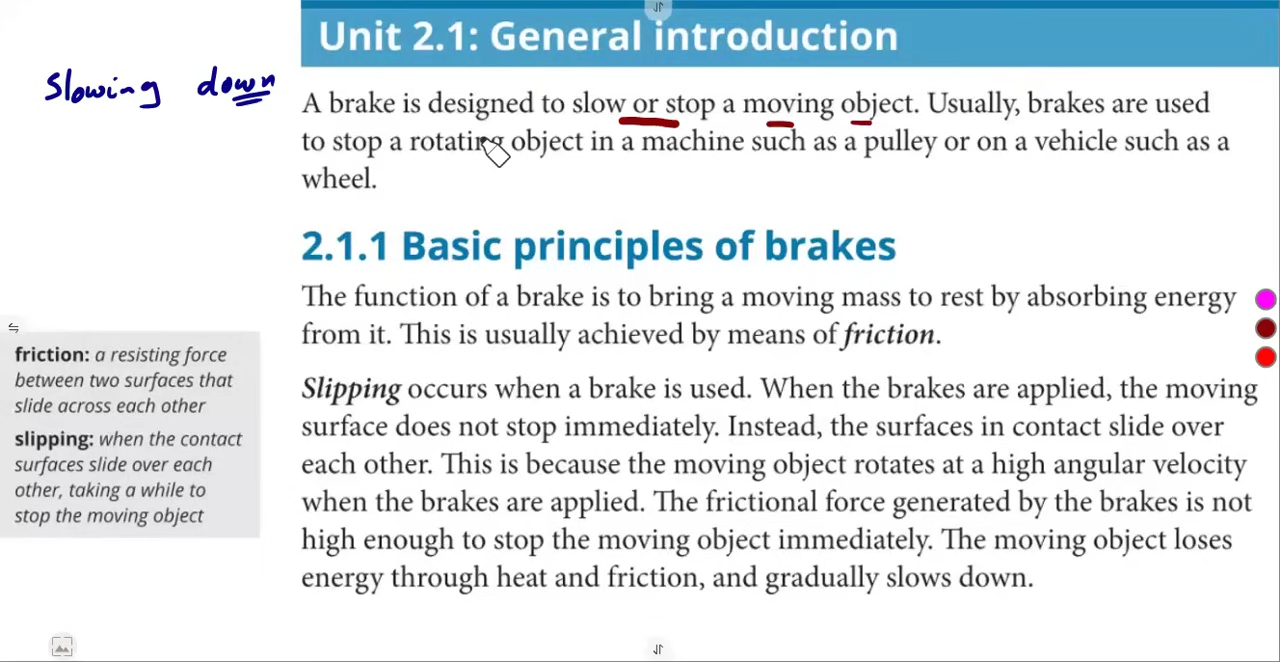 Unit 2.1: General introduction
Slowing down
A brake is designed to slow or stop a moving object. Usually, brakes are used
to stop a rotating object in a machine such as a pulley or on a vehicle such as a
wheel.
2.1.1 Basic principles of brakes
The function of a brake is to bring a moving mass to rest by absorbing energy
from it. This is usually achieved by means of friction.
friction: a resisting force
between two surfaces that
slide across each other
slipping: when the contact
surfaces slide over each
other, taking a while to
stop the moving object
Slipping occurs when a brake is used. When the brakes are applied, the moving
surface does not stop immediately. Instead, the surfaces in contact slide over
each other. This is because the moving object rotates at a high angular velocity
when the brakes are applied. The frictional force generated by the brakes is not
high enough to stop the moving object immediately. The moving object loses
energy through heat and friction, and gradually slows down.